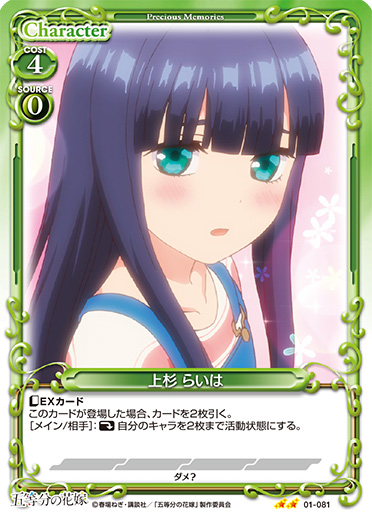 Precious Memories
Character
COST
4
SOURCE
0
上杉 らいは
EXカード
このカードが登場した場合、カードを2枚引く。
[メイン/相手]: 自分のキャラを2枚まで活動状態にする。
ダメ?
五等分の花嫁
©春場ねぎ・講談社／「五等分の花嫁」製作委員会
01-081